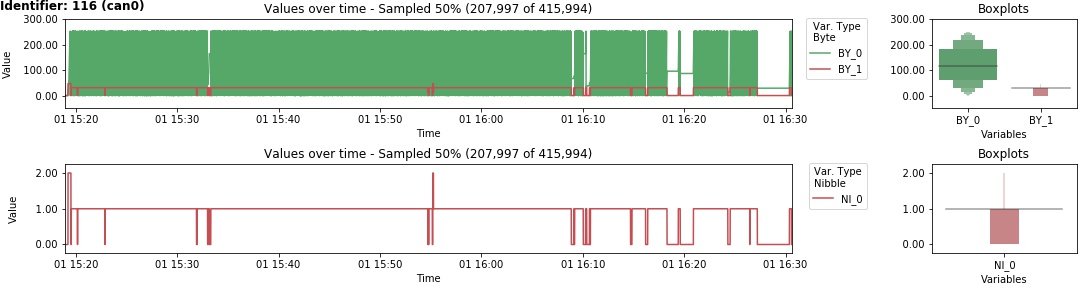 Identifier: 116 (can0)
Values over time - Sampled 50% (207,997 of 415,994)
Value
300.00
200.00
100.00
0.00
01 15:20 01 15:30 01 15:40 01 15:50 01 16:00 01 16:10 01 16:20 01 16:30
Time
Var. Type
Byte
BY_0
BY_1
Boxplots
300.00
200.00
100.00
0.00
BY_0 BY_1
Variables
Values over time - Sampled 50% (207,997 of 415,994)
Value
2.00
1.00
0.00
01 15:20 01 15:30 01 15:40 01 15:50 01 16:00 01 16:10 01 16:20 01 16:30
Time
Var. Type
Nibble
NI_0
Boxplots
2.00
1.00
0.00
NI_0
Variables